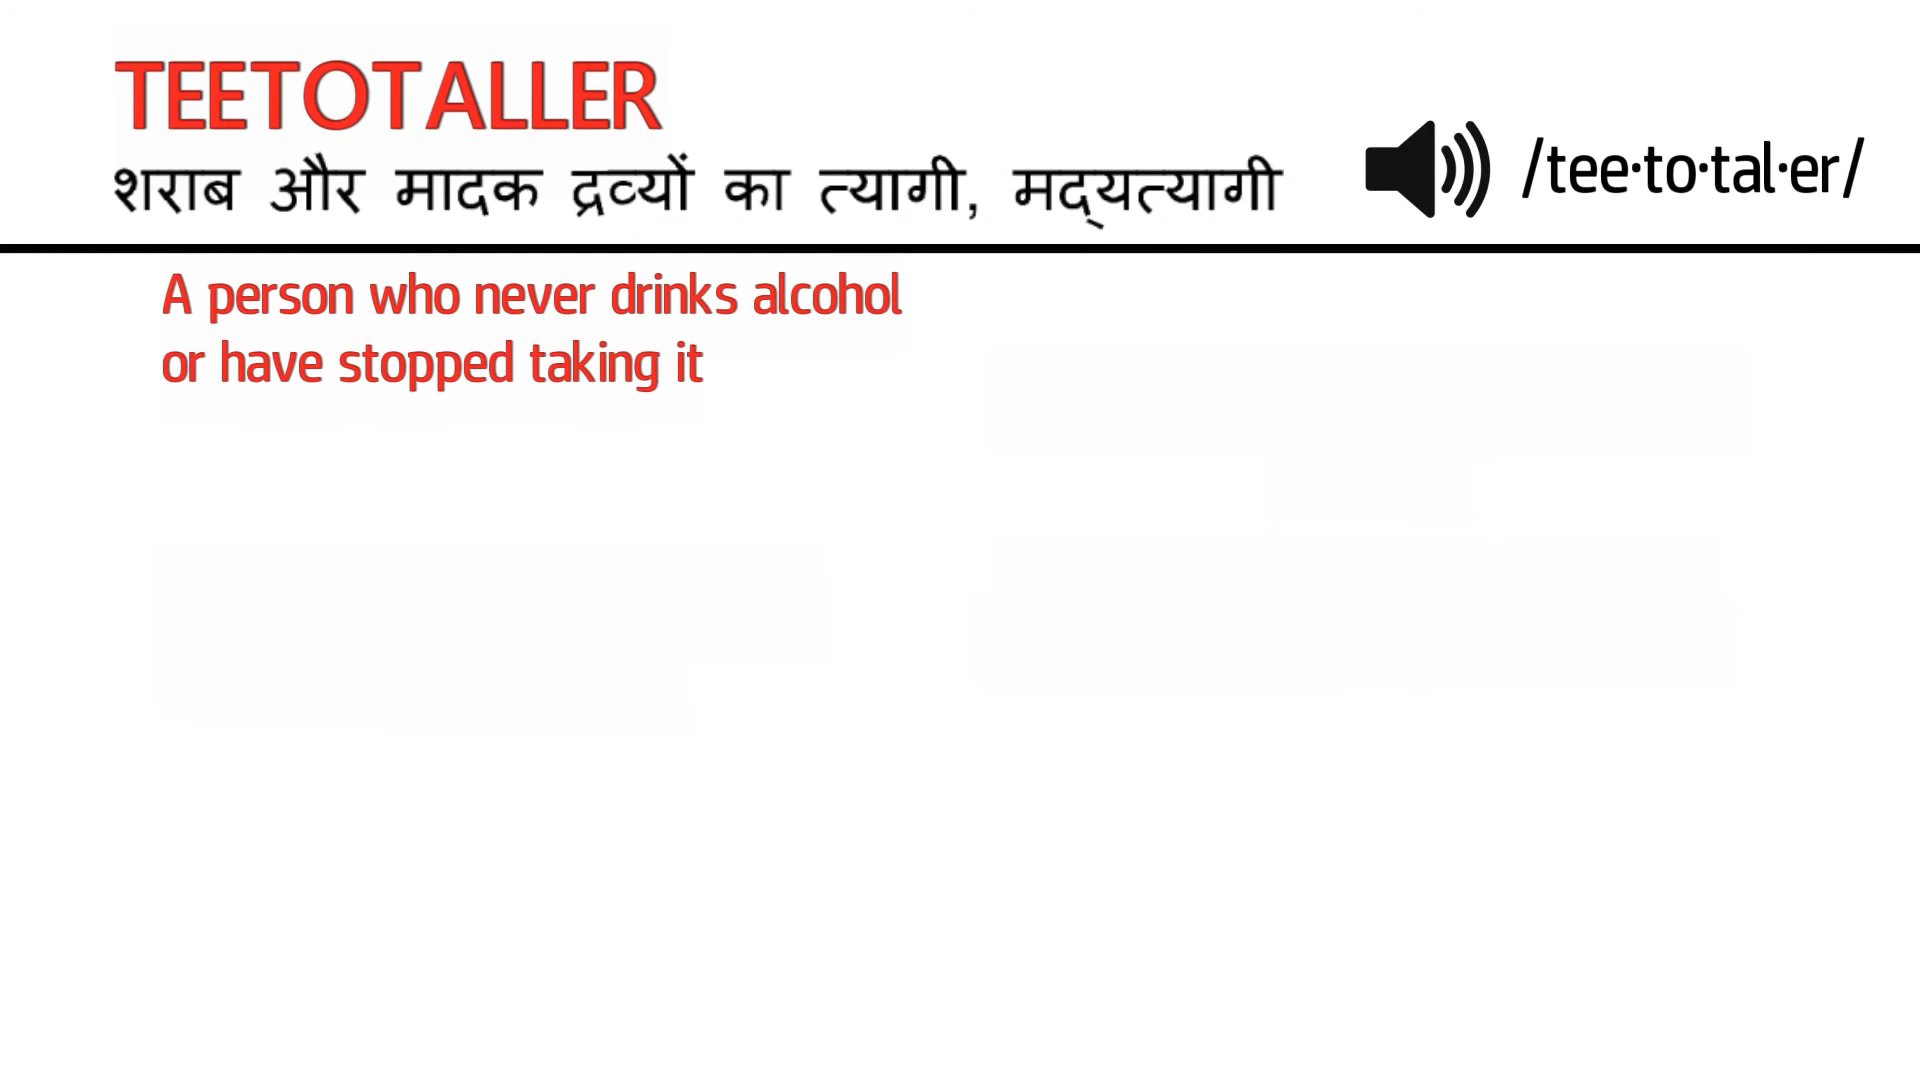 TEETOTALLER
शराब और मादक द्रव्यों का त्यागी, मद्‌यत्यागी
/tee·to·tal·er/
A person who never drinks alcohol
or have stopped taking it